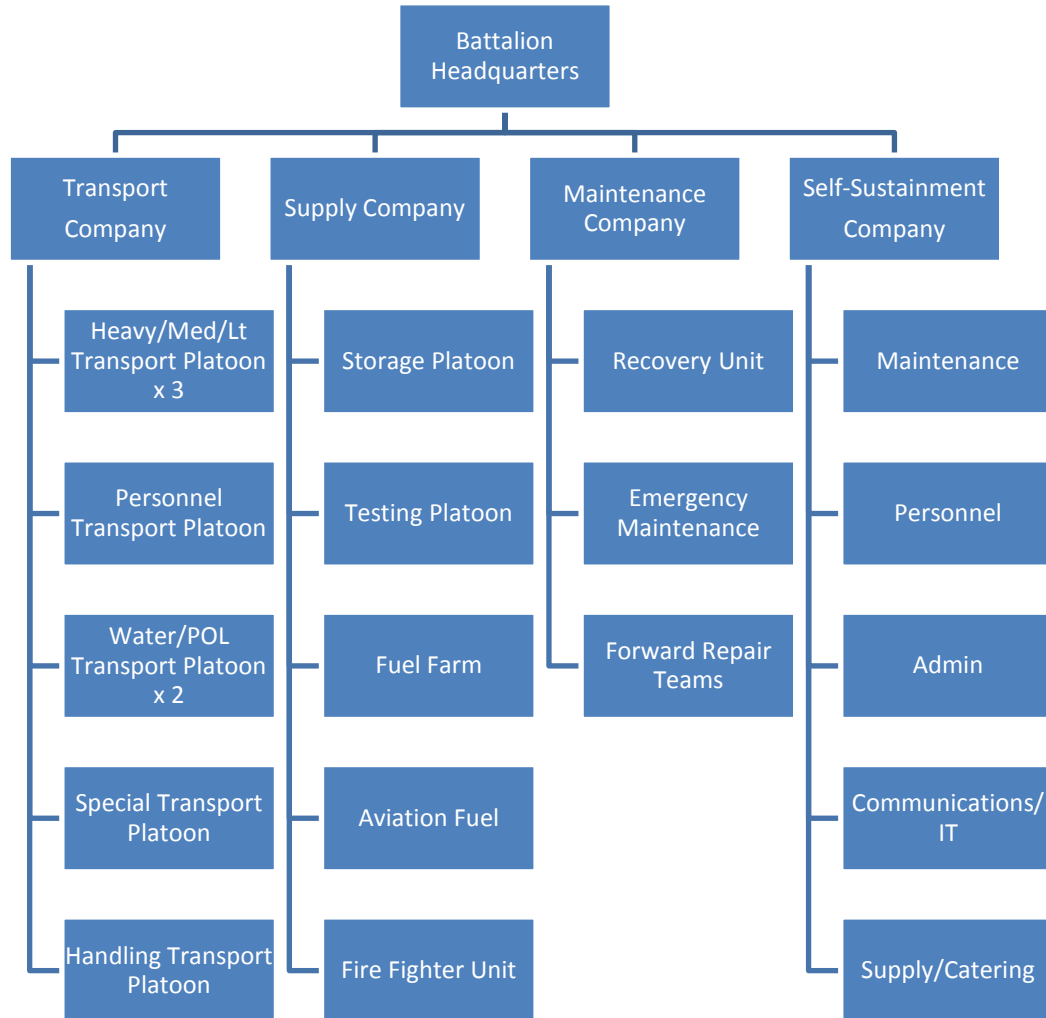 Battalion
Headquarters
Transport
Company
Supply Company
Maintenance
Company
Self-Sustainment
Company
Heavy/Med/Lt
Transport Platoon
x 3
Storage Platoon
Recovery Unit
Maintenance
Personnel
Transport Platoon
Testing Platoon
Emergency
Maintenance
Personnel
Water/POL
Transport Platoon
x 2
Fuel Farm
Forward Repair
Teams
Admin
Special Transport
Platoon
Aviation Fuel
Communications/
IT
Handling Transport
Platoon
Fire Fighter Unit
Supply/Catering